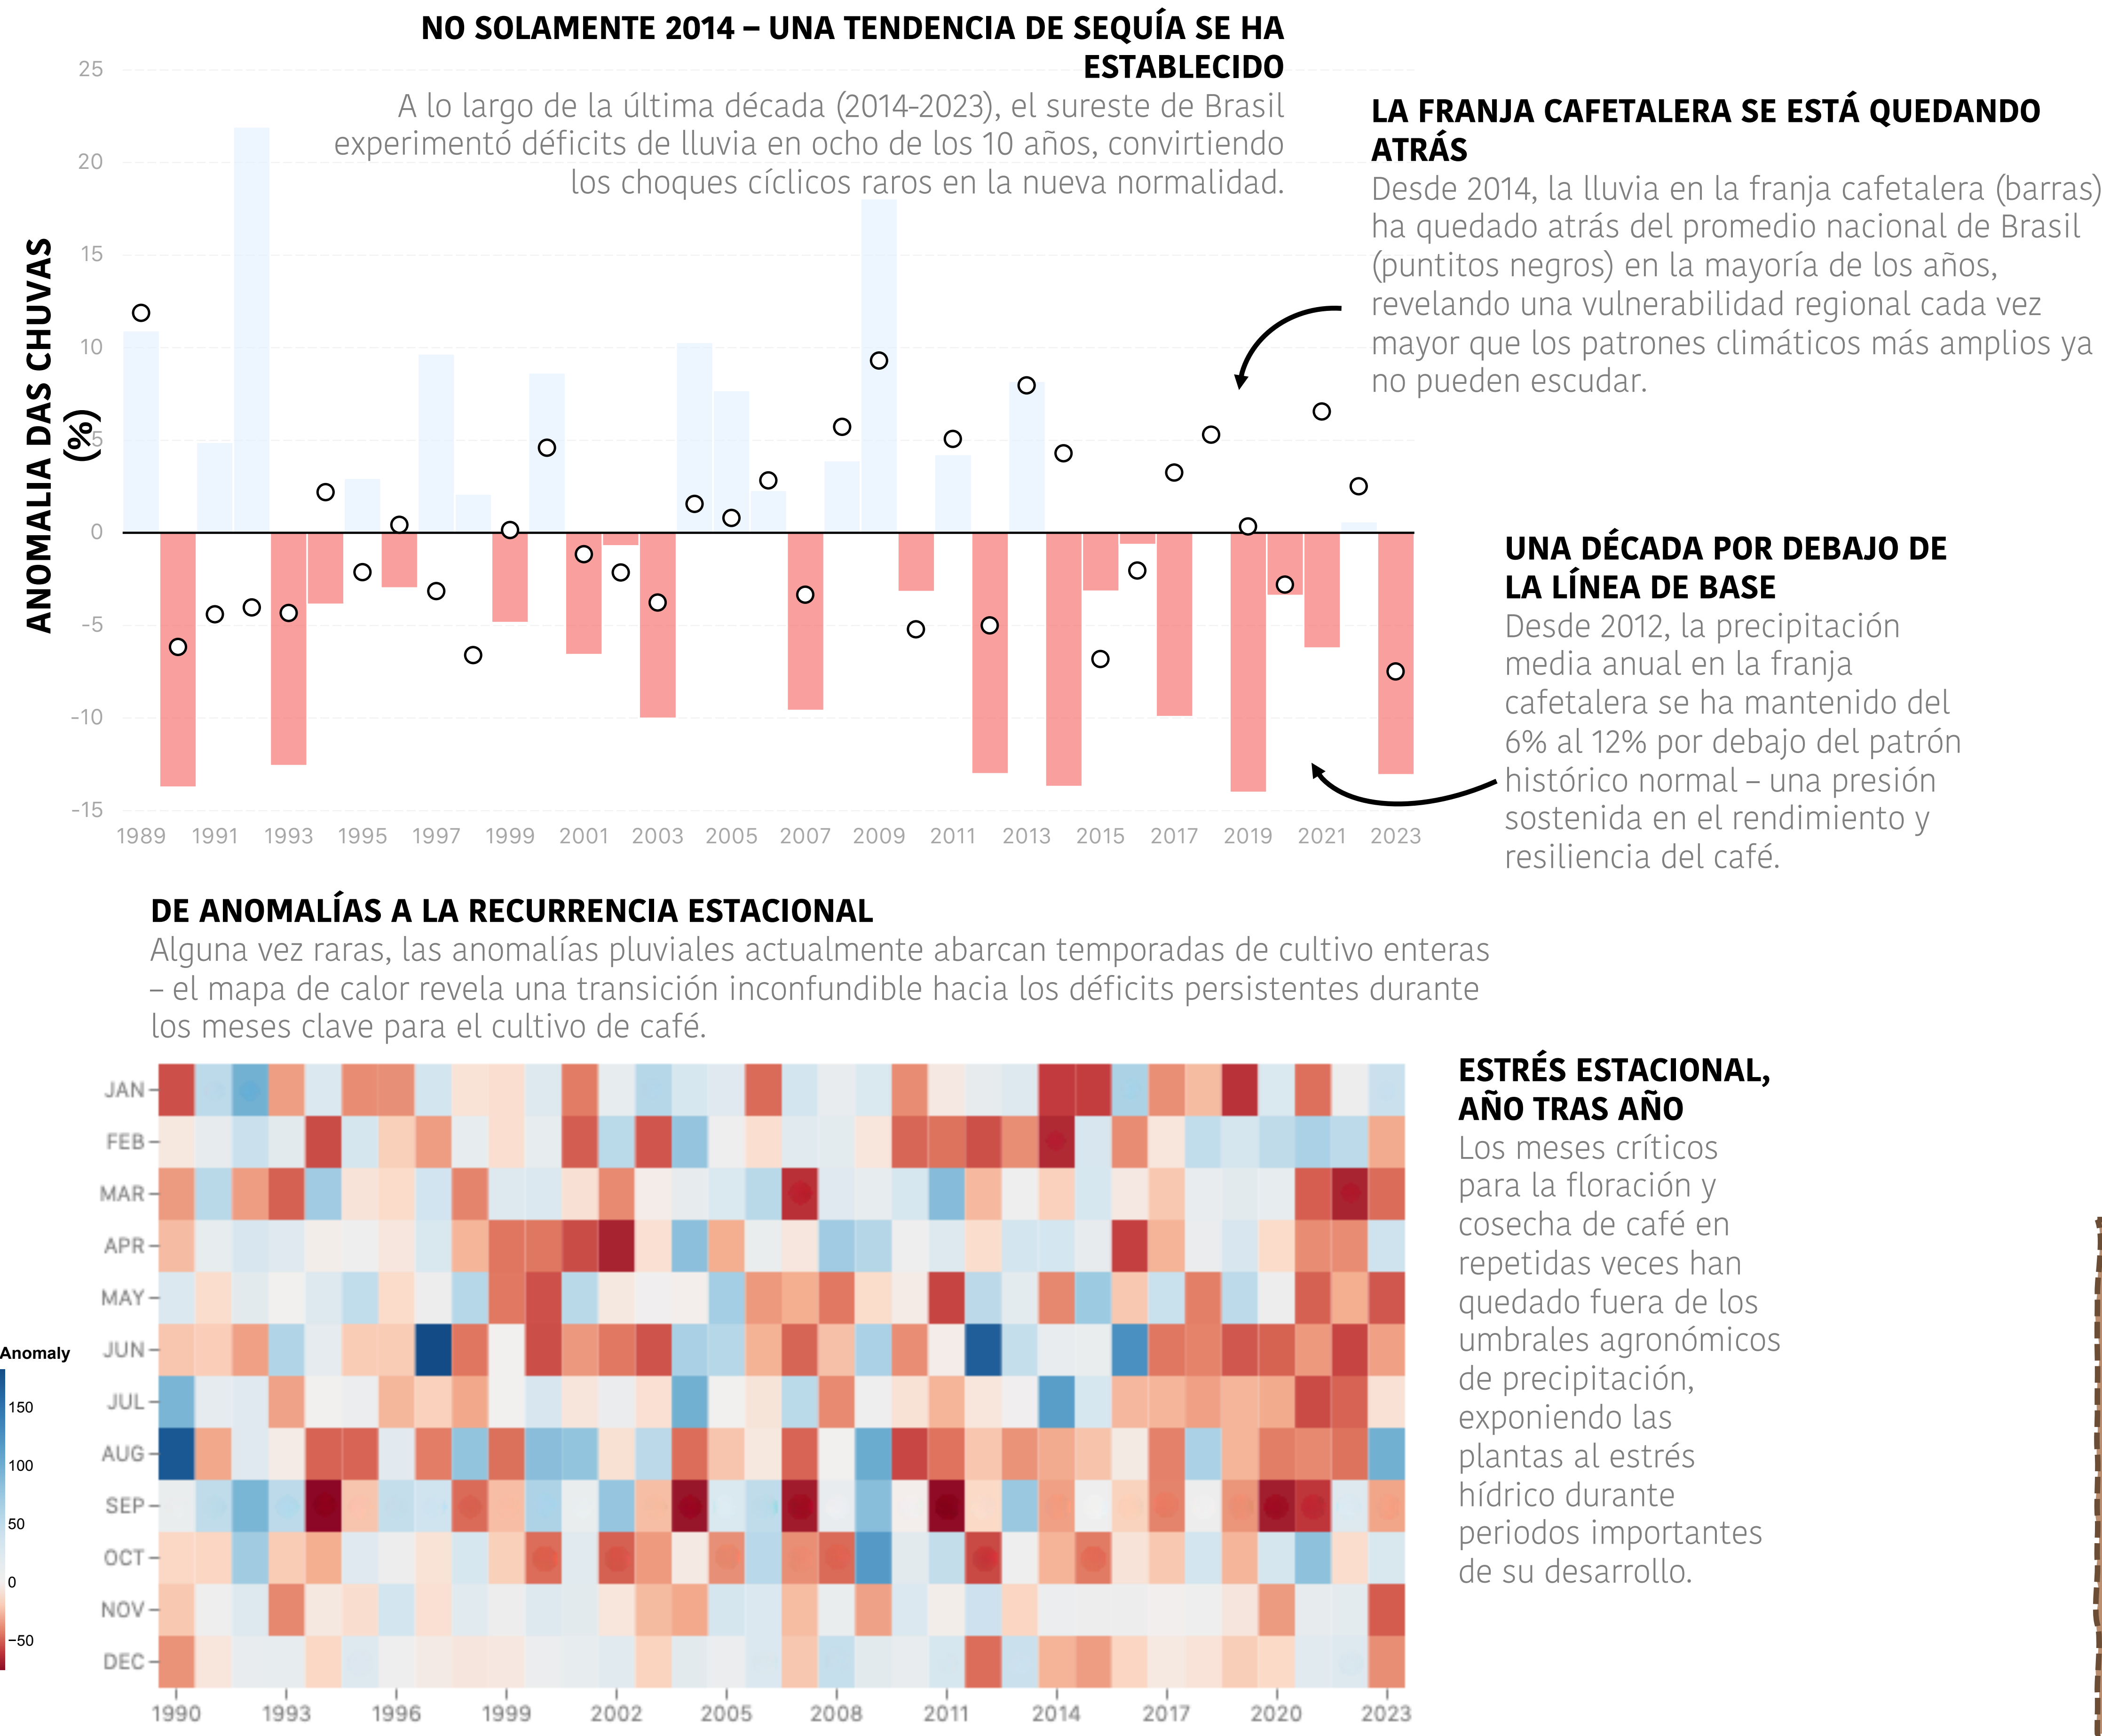 NO SOLAMENTE 2014 – UNA TENDENCIA DE SEQUÍA SE HA
ESTABLECIDO
A lo largo de la última década (2014-2023), el sureste de Brasil
experimentó déficits de lluvia en ocho de los 10 años, convirtiendo
los choques cíclicos raros en la nueva normalidad.
LA FRANJA CAFETALERA SE ESTÁ QUEDANDO
ATRÁS
Desde 2014, la lluvia en la franja cafetalera (barras)
ha quedado atrás del promedio nacional de Brasil
(puntitos negros) en la mayoría de los años,
revelando una vulnerabilidad regional cada vez
mayor que los patrones climáticos más amplios ya
no pueden escudar.
ANOMALIA DAS CHUVAS
(%)
25
20
15
10
5
0
-5
-10
-15
1989 1991 1993 1995 1997 1999 2001 2003 2005 2007 2009 2011 2013 2015 2017 2019 2021 2023
UNA DÉCADA POR DEBAJO DE
LA LÍNEA DE BASE
Desde 2012, la precipitación
media anual en la franja
cafetalera se ha mantenido del
6% al 12% por debajo del patrón
histórico normal – una presión
sostenida en el rendimiento y
resiliencia del café.
DE ANOMALÍAS A LA RECURRENCIA ESTACIONAL
Alguna vez raras, las anomalías pluviales actualmente abarcan temporadas de cultivo enteras
– el mapa de calor revela una transición inconfundible hacia los déficits persistentes durante
los meses clave para el cultivo de café.
JAN
FEB
MAR
APR
MAY
JUN
JUL
AUG
SEP
OCT
NOV
DEC
1990 1993 1996 1999 2002 2005 2008 2011 2014 2017 2020 2023
Anomaly
150
100
50
0
−50
ESTRÉS ESTACIONAL,
AÑO TRAS AÑO
Los meses críticos
para la floración y
cosecha de café en
repetidas veces han
quedado fuera de los
umbrales agronómicos
de precipitación,
exponiendo las
plantas al estrés
hídrico durante
periodos importantes
de su desarrollo.